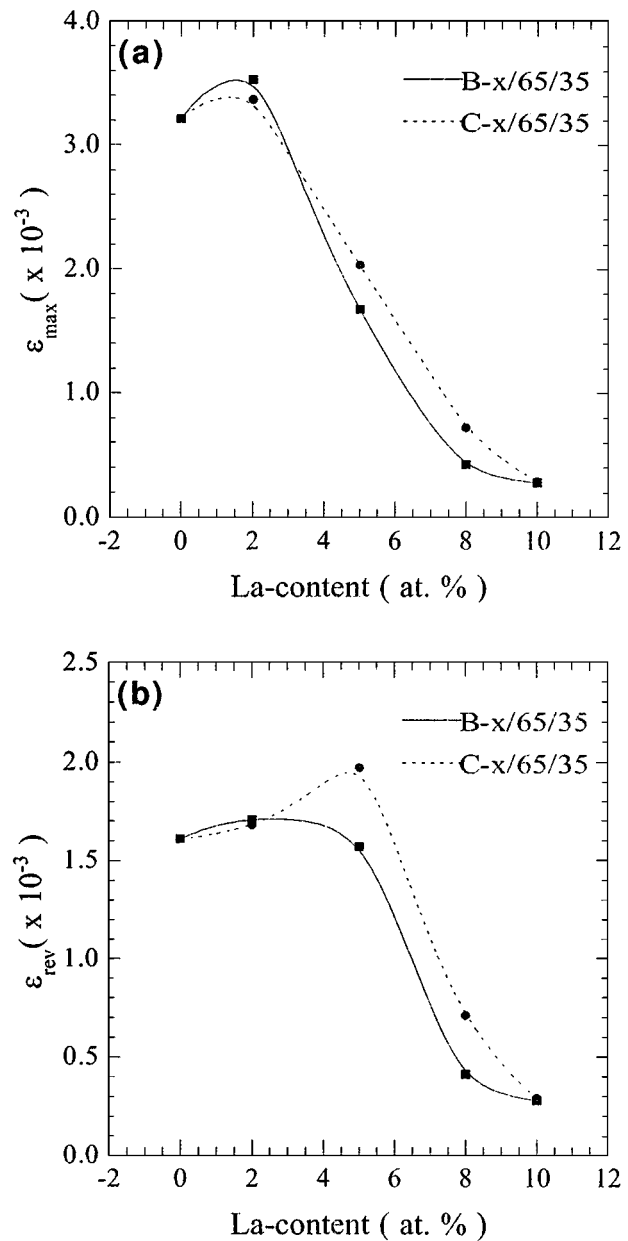 (a)
4.0
3.0
2.0
1.0
0.0
ε_max ( x 10^-3 )
B-x/65/35
C-x/65/35
-2 0 2 4 6 8 10 12
La-content ( at. % )
(b)
2.5
2.0
1.5
1.0
0.5
0.0
ε_rev ( x 10^-3 )
B-x/65/35
C-x/65/35
-2 0 2 4 6 8 10 12
La-content ( at. % )